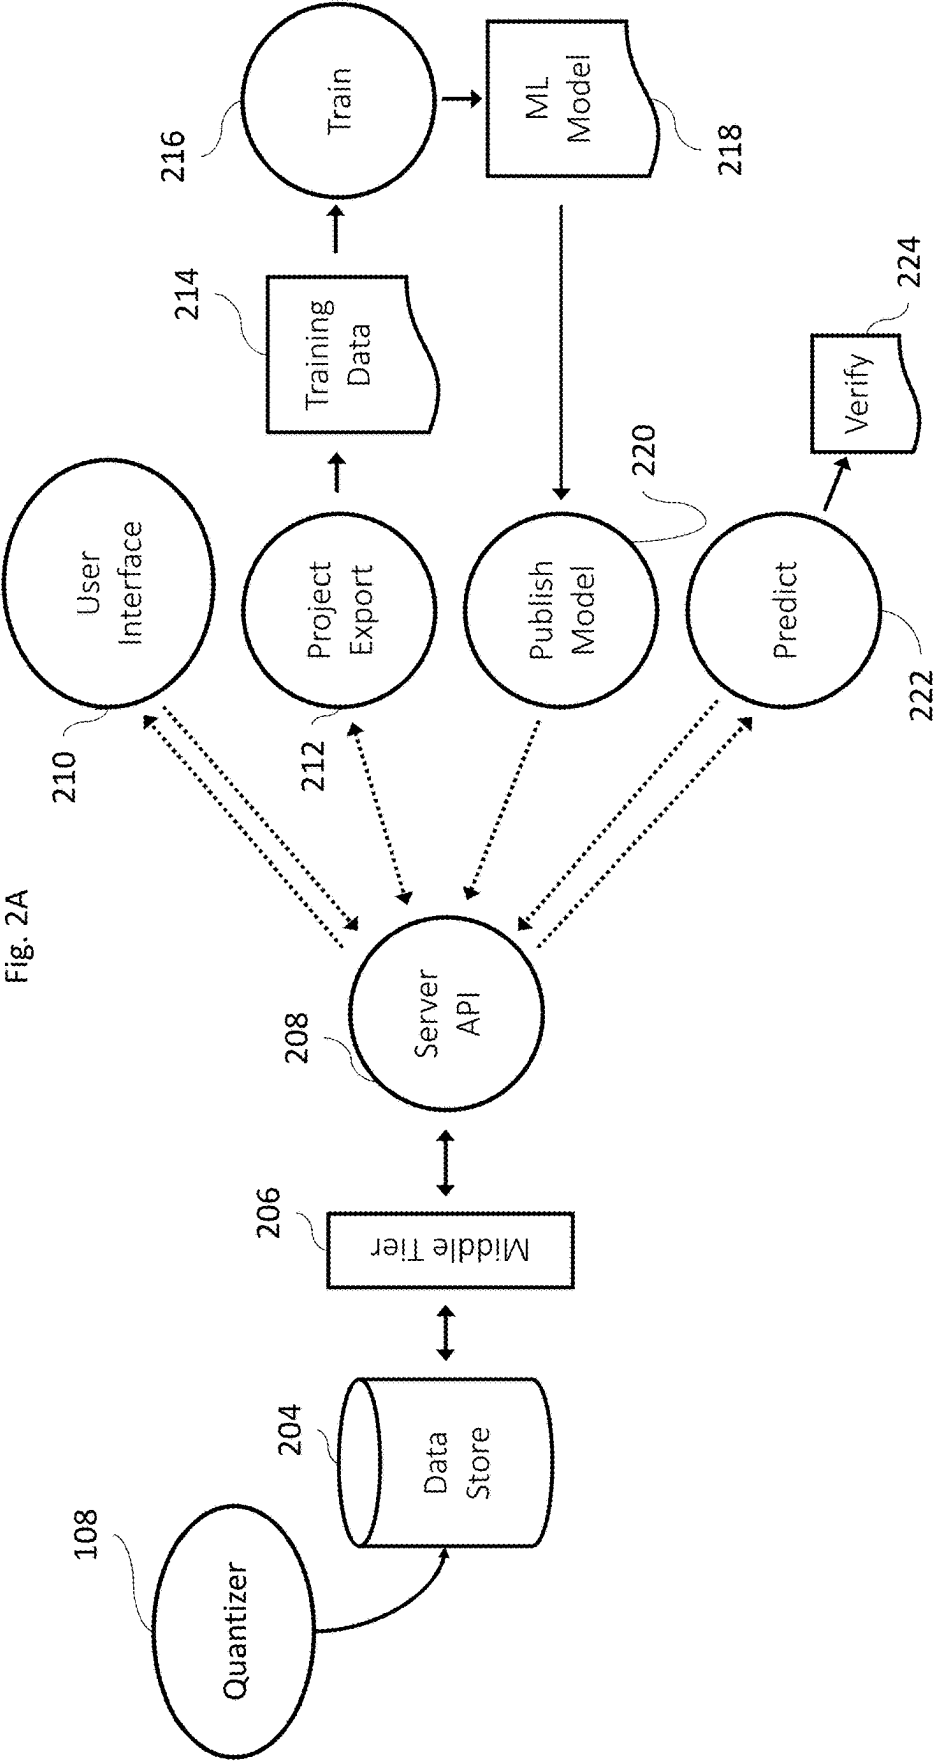 Fig. 2A
108
Quantizer
204
Data
Store
206
Middle Tier
208
Server
API
210
User
Interface
212
Project
Export
214
Training
Data
216
Train
ML
Model
218
Publish
Model
220
Predict
222
Verify
224